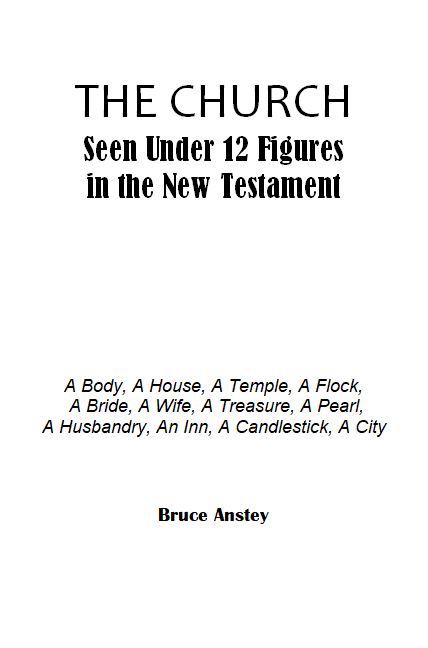 THE CHURCH
Seen Under 12 Figures
in the New Testament
A Body, A House, A Temple, A Flock,
A Bride, A Wife, A Treasure, A Pearl,
A Husbandry, An Inn, A Candlestick, A City
Bruce Anstey